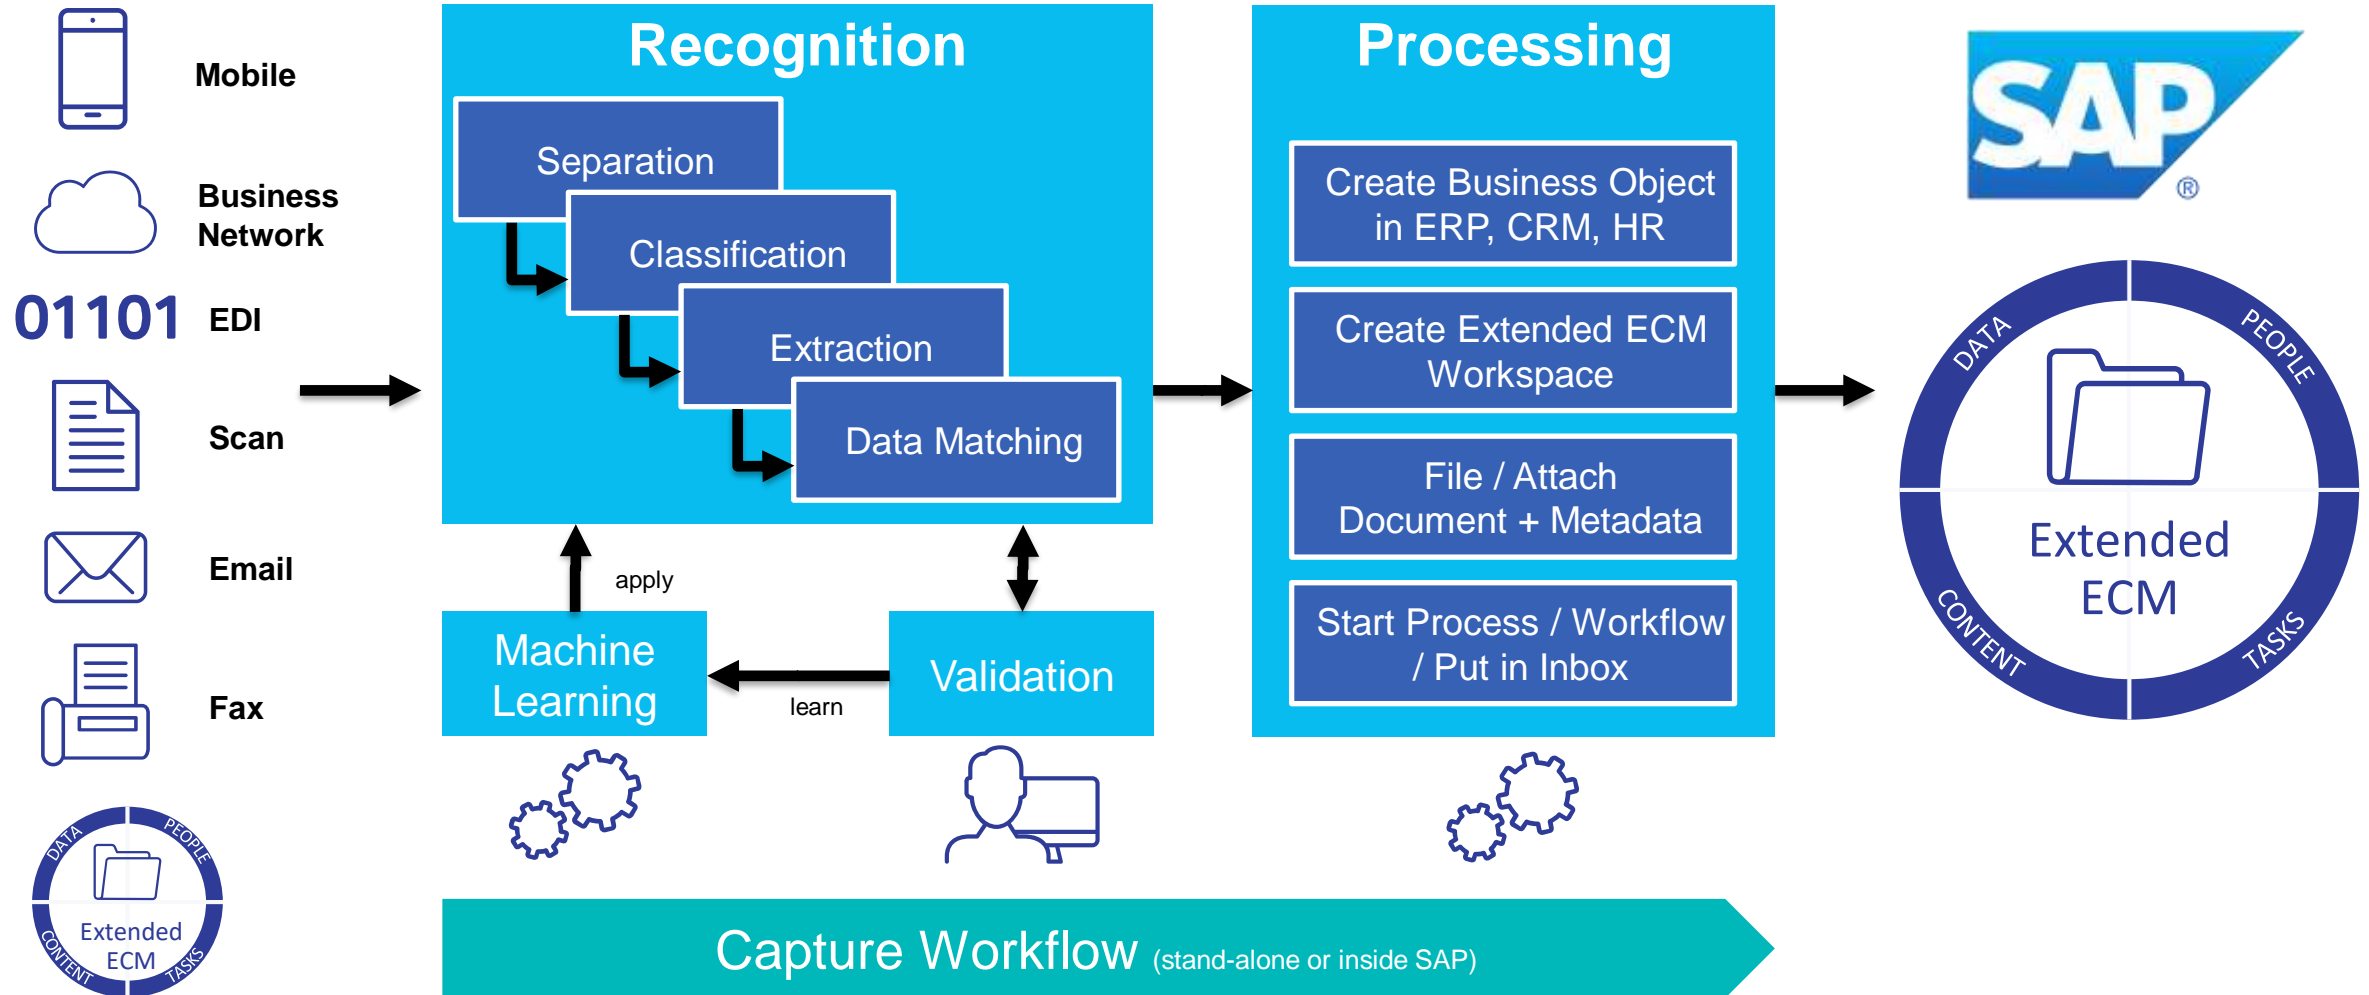 Mobile
Business
Network
01101 EDI
Scan
Email
Fax
DATA
PEOPLE
Extended
ECM
CONTENT
TASKS
Recognition
Separation
Classification
Extraction
Data Matching
apply
Machine
Learning
learn
Validation
Processing
Create Business Object
in ERP, CRM, HR
Create Extended ECM
Workspace
File / Attach
Document + Metadata
Start Process / Workflow
/ Put in Inbox
Capture Workflow (stand-alone or inside SAP)
SAP
®
DATA
PEOPLE
Extended
ECM
CONTENT
TASKS